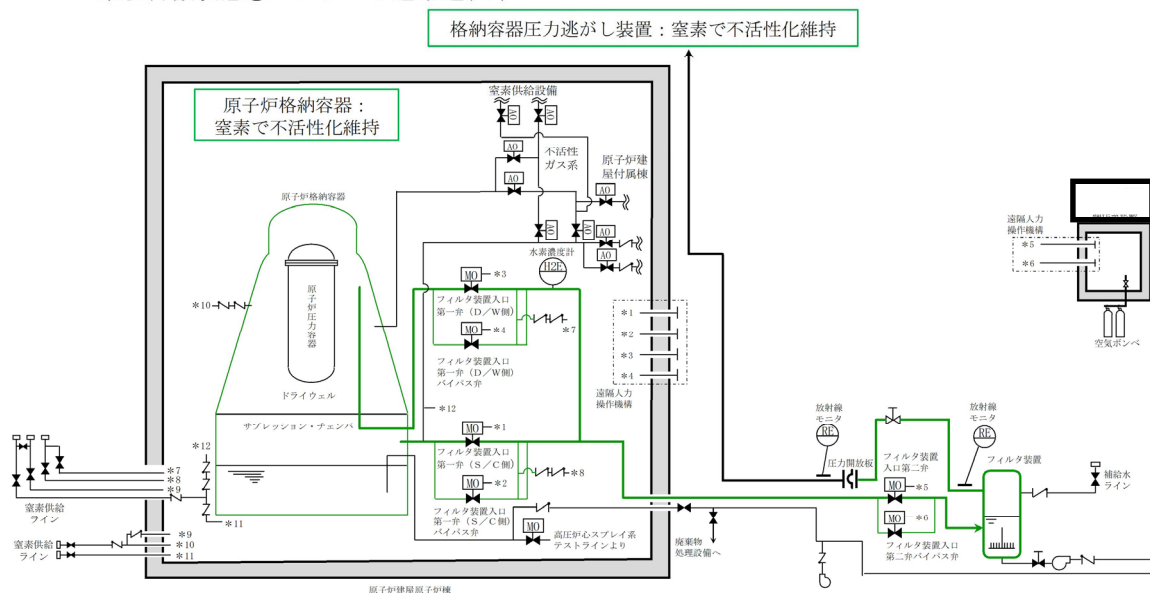 格納容器圧力逃がし装置：窒素で不活性化維持
原子炉格納容器：
窒素で不活性化維持
窒素供給設備
AO
AO
AO
不活性
ガス系
AO
原子炉建
屋付属棟
AO
AO
AO
AO
AO
水素濃度計
H2E
原子炉格納容器
原子炉圧力容器
ドライウェル
サプレッション・チェンバ
＊10
MO
＊3
フィルタ装置入口
第一弁（D／W側）
MO
＊4
＊7
フィルタ装置入口
第一弁（D／W側）
バイパス弁
＊12
MO
＊1
フィルタ装置入口
第一弁（S／C側）
MO
＊2
＊8
フィルタ装置入口
第一弁（S／C側）
バイパス弁
MO
高圧炉心スプレイ系
テストラインより
＊1
＊2
＊3
＊4
遠隔人力
操作機構
遠隔人力
操作機構
＊5
＊6
空気ボンベ
放射線
モニタ
RE
放射線
モニタ
RE
圧力開放板
フィルタ装置
入口第二弁
MO
＊5
MO
＊6
フィルタ装置入口
第二弁バイパス弁
フィルタ装置
補給水
ライン
廃棄物
処理設備へ
＊12
＊7
＊8
＊9
＊11
窒素供給
ライン
＊9
＊10
＊11
窒素供給
ライン
原子炉建屋原子炉棟